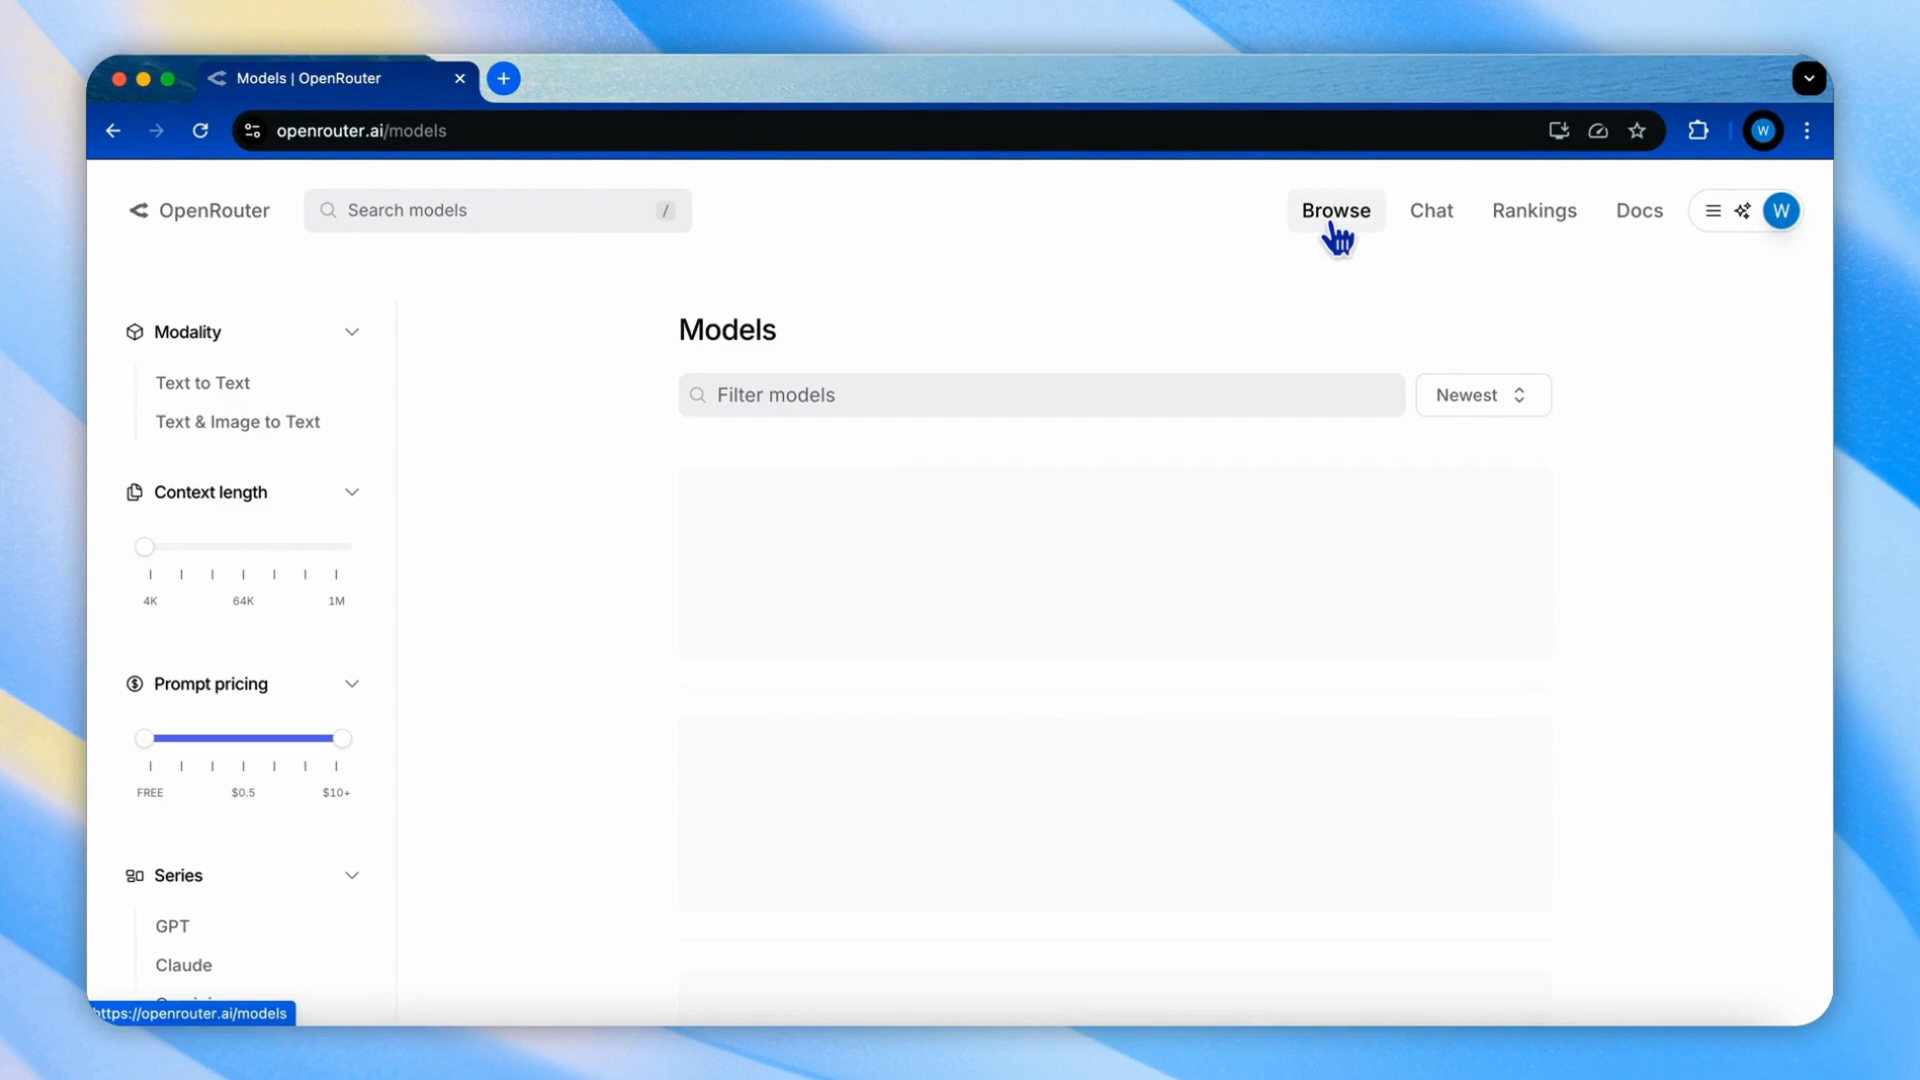 Models | OpenRouter
openrouter.ai/models
W
OpenRouter
Search models
/
Browse
Chat
Rankings
Docs
W
Modality
Text to Text
Text & Image to Text
Context length
4K
64K
1M
Prompt pricing
FREE
$0.5
$10+
Series
GPT
Claude
Models
Filter models
Newest
https://openrouter.ai/models